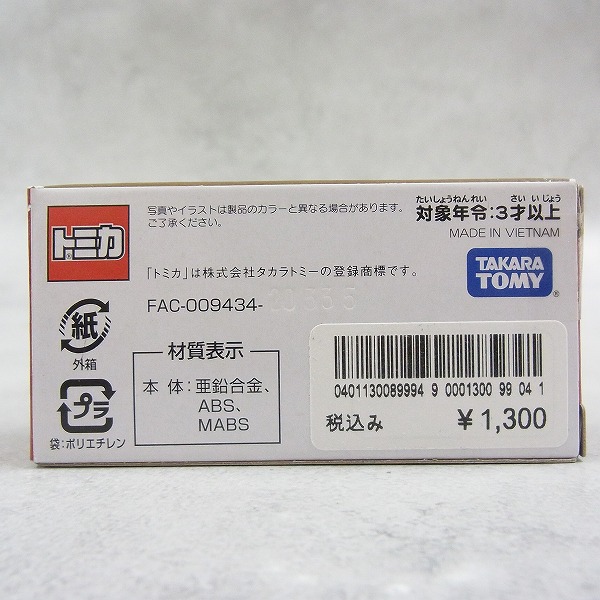 トミカ
®
写真やイラストは製品のカラーと異なる場合があります。
ご了承ください。
たいしょうねんれい さいいじょう
対象年令:3才以上
MADE IN VIETNAM
「トミカ」は株式会社タカラトミーの登録商標です。
TAKARA
TOMY
®
FAC-009434-
紙
外箱
プラ
袋:ポリエチレン
材質表示
本体:亜鉛合金、
ABS、
MABS
0401130089994 9 0001300 99 04 1
税込み ¥1,300